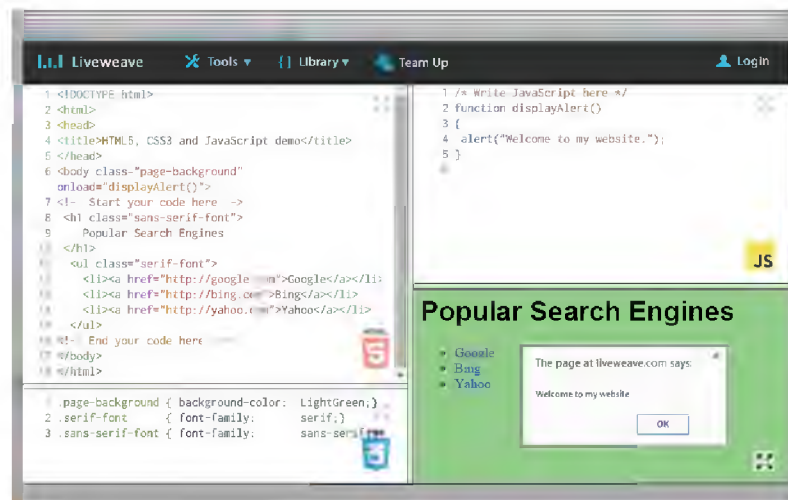 Liveweave Tools ▼ { } Library ▼ Team Up Login
1 <!DOCTYPE html>
2 <html>
3 <head>
4 <title>HTML5, CSS3 and JavaScript demo</title>
5 </head>
6 <body class="page-background"
onload="displayAlert()">
7 <!- Start your code here ->
8 <h1 class="sans-serif-font">
9 Popular Search Engines
</h1>
<ul class="serif-font">
<li><a href="http://google ">Google</a></li>
<li><a href="http://bing. ">Bing</a></li>
<li><a href="http://yahoo. ">Yahoo</a></li>
</ul>
End your code here
</body>
</html>
1 .page-background { background-color: LightGreen;}
2 .serif-font { font-family: serif;}
3 .sans-serif-font { font-family: sans-serif
1 /* Write JavaScript here */
2 function displayAlert()
3 {
4 alert("Welcome to my website.");
5 }
JS
Popular Search Engines
Google
Bing
Yahoo
The page at liveweave.com says:
Welcome to my website
OK